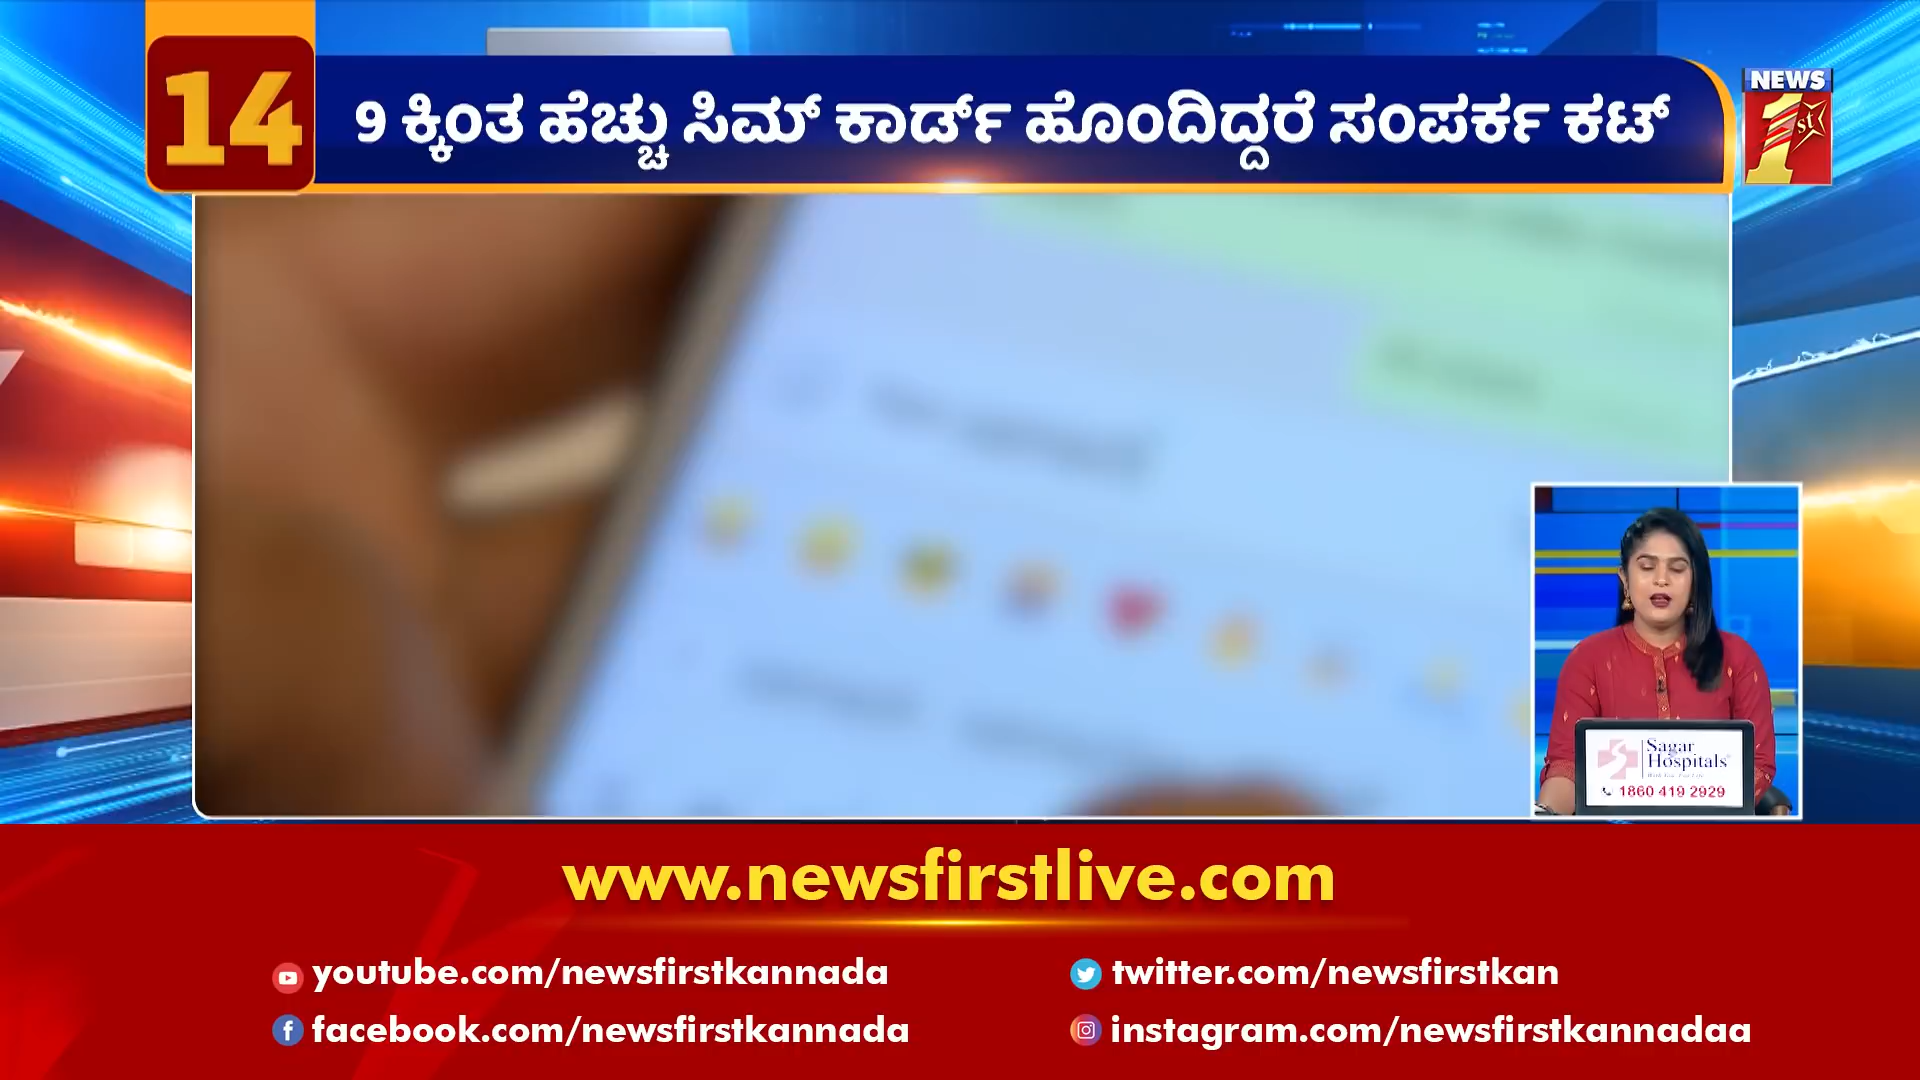 14
9 ಕ್ಕಿಂತ ಹೆಚ್ಚು ಸಿಮ್ ಕಾರ್ಡ್ ಹೊಂದಿದ್ದರೆ ಸಂಪರ್ಕ ಕಟ್
NEWS
1st
Sagar
Hospitals
1860 419 2929
www.newsfirstlive.com
youtube.com/newsfirstkannada
twitter.com/newsfirstkan
facebook.com/newsfirstkannada
instagram.com/newsfirstkannadaa